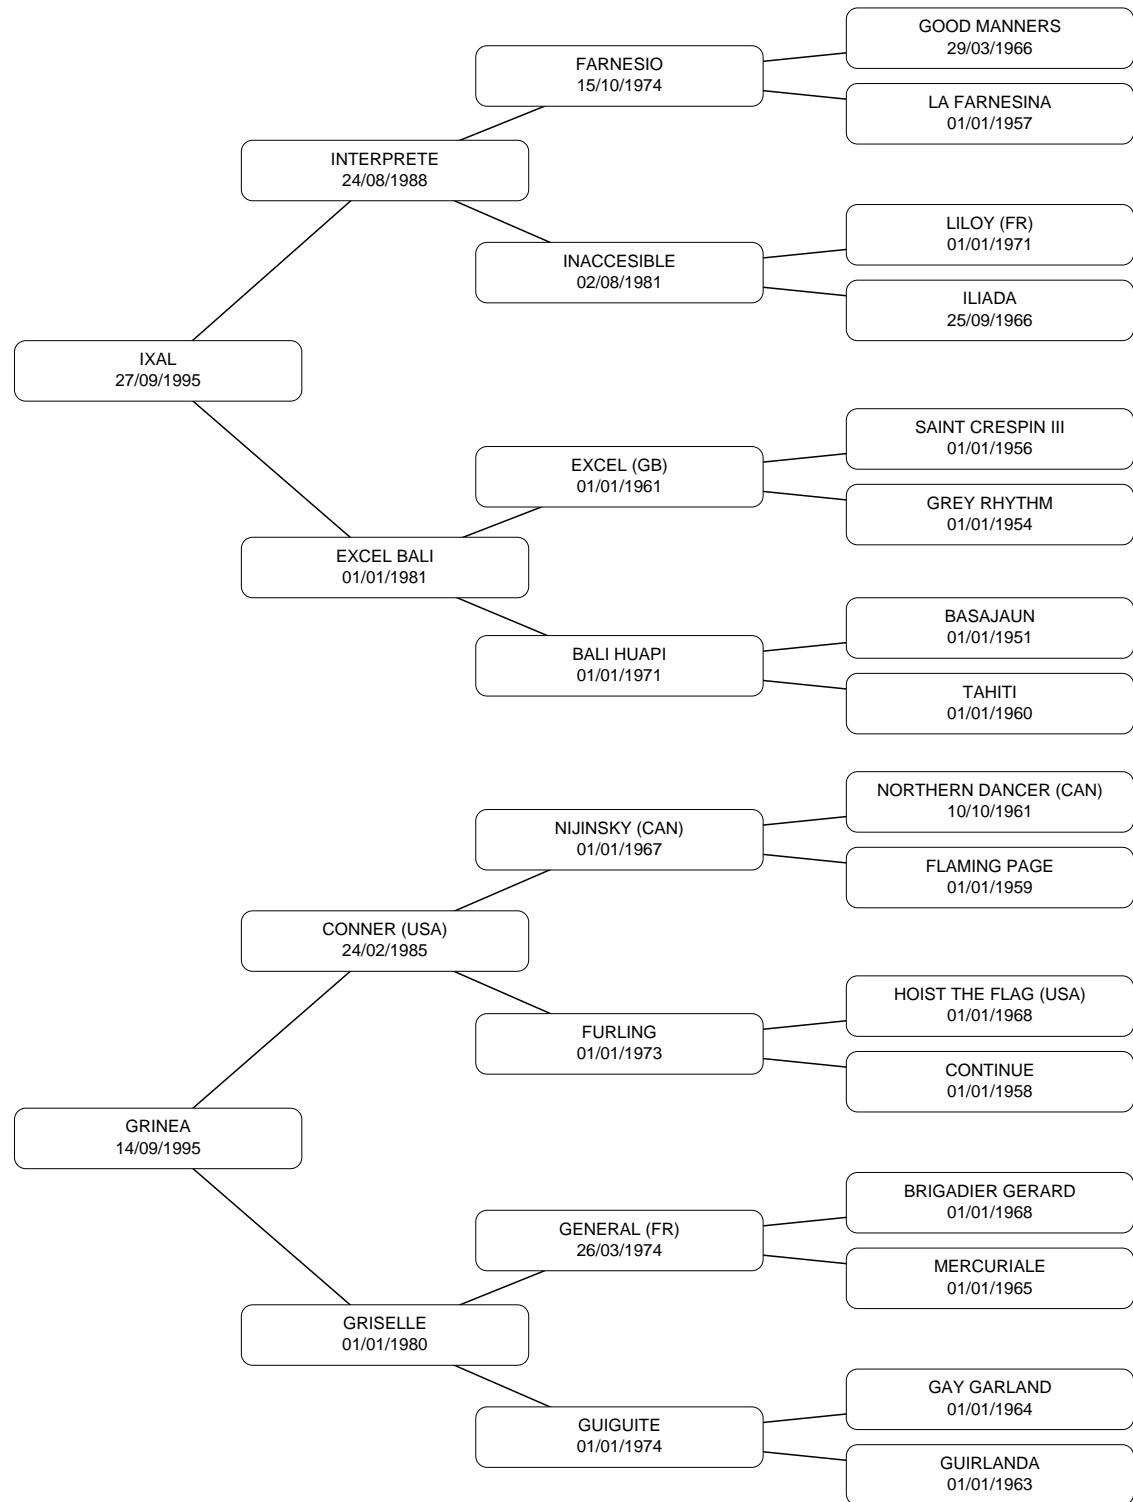 GOOD MANNERS
29/03/1966
FARNESIO
15/10/1974
LA FARNESINA
01/01/1957
INTERPRETE
24/08/1988
LILOY (FR)
01/01/1971
INACCESIBLE
02/08/1981
ILIADA
25/09/1966
IXAL
27/09/1995
SAINT CRESPIN III
01/01/1956
EXCEL (GB)
01/01/1961
GREY RHYTHM
01/01/1954
EXCEL BALI
01/01/1981
BASAJAUN
01/01/1951
BALI HUAPI
01/01/1971
TAHITI
01/01/1960
NORTHERN DANCER (CAN)
10/10/1961
NIJINSKY (CAN)
01/01/1967
FLAMING PAGE
01/01/1959
CONNER (USA)
24/02/1985
HOIST THE FLAG (USA)
01/01/1968
FURLING
01/01/1973
CONTINUE
01/01/1958
GRINEA
14/09/1995
BRIGADIER GERARD
01/01/1968
GENERAL (FR)
26/03/1974
MERCURIALE
01/01/1965
GRISELLE
01/01/1980
GAY GARLAND
01/01/1964
GUIGUITE
01/01/1974
GUIRLANDA
01/01/1963